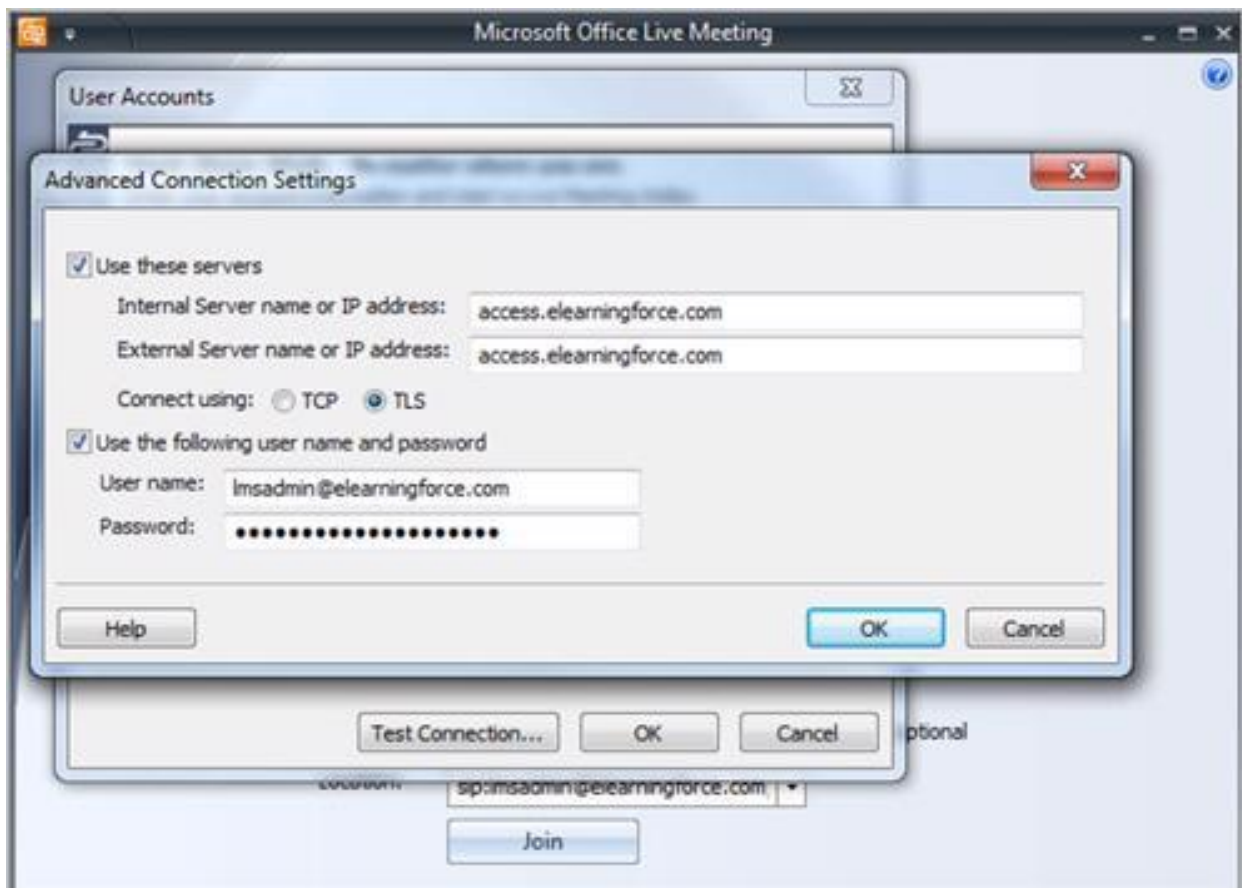 Microsoft Office Live Meeting
User Accounts
Advanced Connection Settings
Use these servers
Internal Server name or IP address: access.elearningforce.com
External Server name or IP address: access.elearningforce.com
Connect using: TCP TLS
Use the following user name and password
User name: lmsadmin@elearningforce.com
Password: ••••••••••••••••••••
Help OK Cancel
Test Connection... OK Cancel ptional
Location: sip:lmsadmin@elearningforce.com
Join